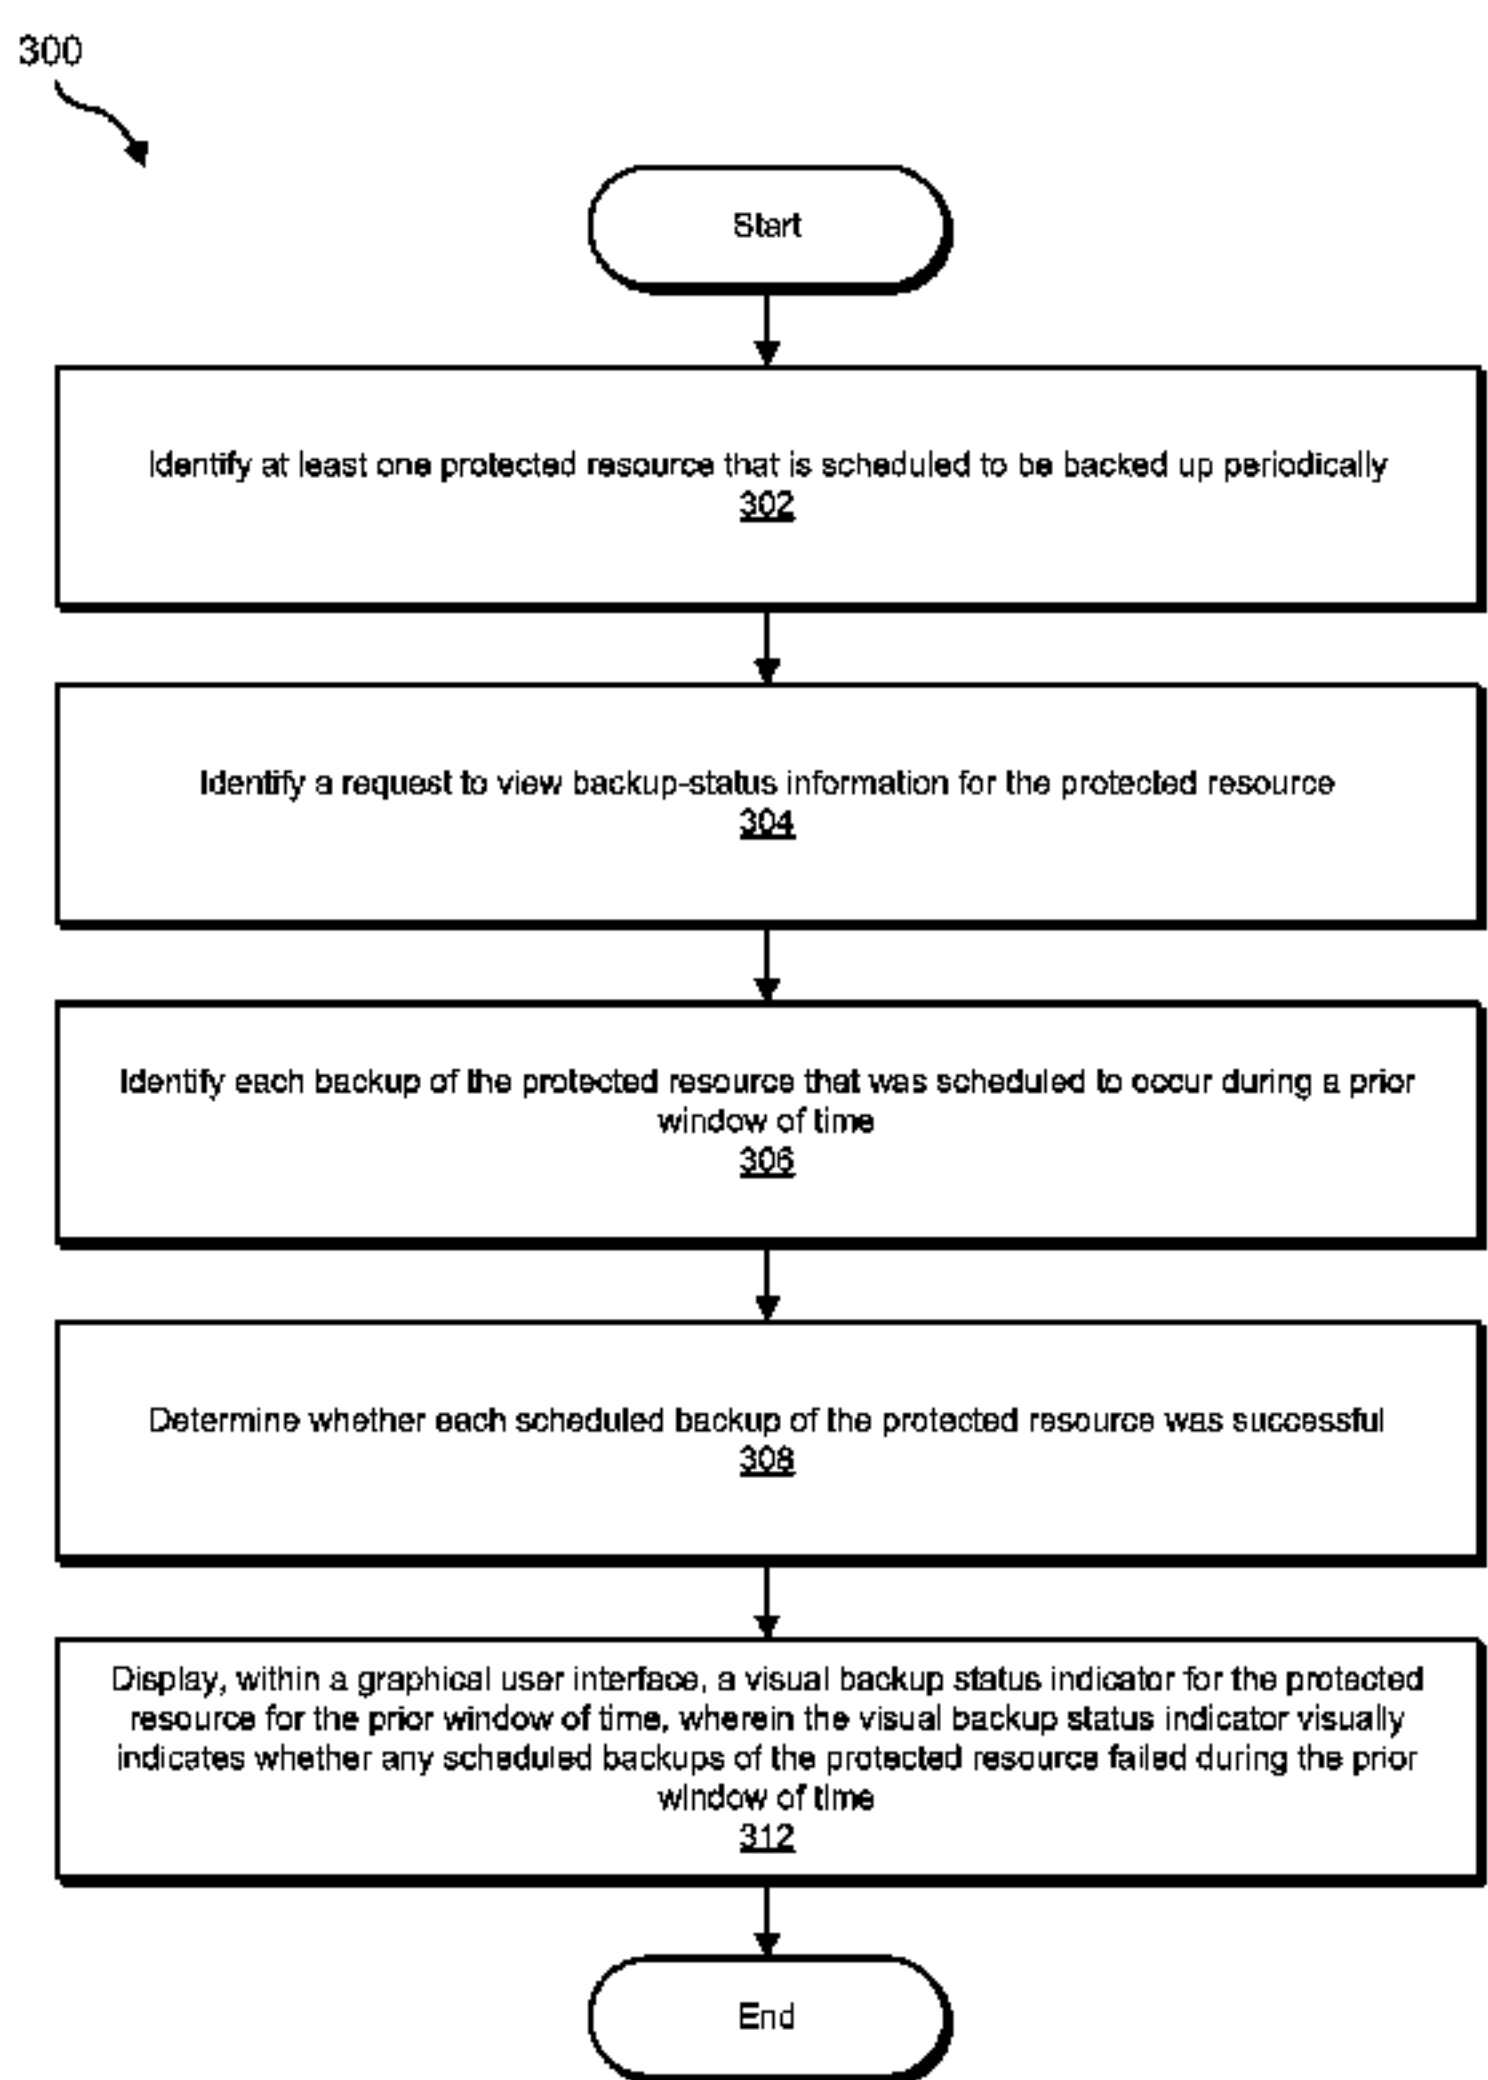 300
Start
Identify at least one protected resource that is scheduled to be backed up periodically
302
Identify a request to view backup-status information for the protected resource
304
Identify each backup of the protected resource that was scheduled to occur during a prior
window of time
306
Determine whether each scheduled backup of the protected resource was successful
308
Display, within a graphical user interface, a visual backup status indicator for the protected
resource for the prior window of time, wherein the visual backup status indicator visually
indicates whether any scheduled backups of the protected resource failed during the prior
window of time
312
End